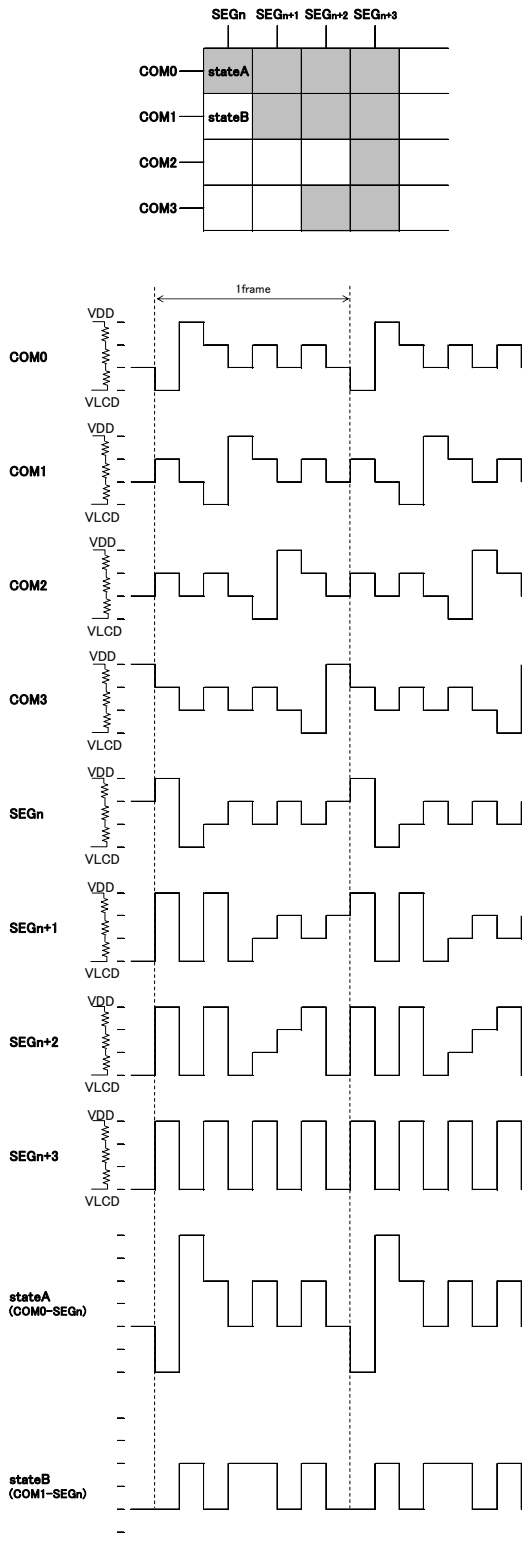 SEGn SEGn+1 SEGn+2 SEGn+3
COM0 stateA
COM1 stateB
COM2
COM3
1frame
VDD
COM0
VLCD
VDD
COM1
VLCD
VDD
COM2
VLCD
VDD
COM3
VLCD
VDD
SEGn
VLCD
VDD
SEGn+1
VLCD
VDD
SEGn+2
VLCD
VDD
SEGn+3
VLCD
stateA
(COM0-SEGn)
stateB
(COM1-SEGn)